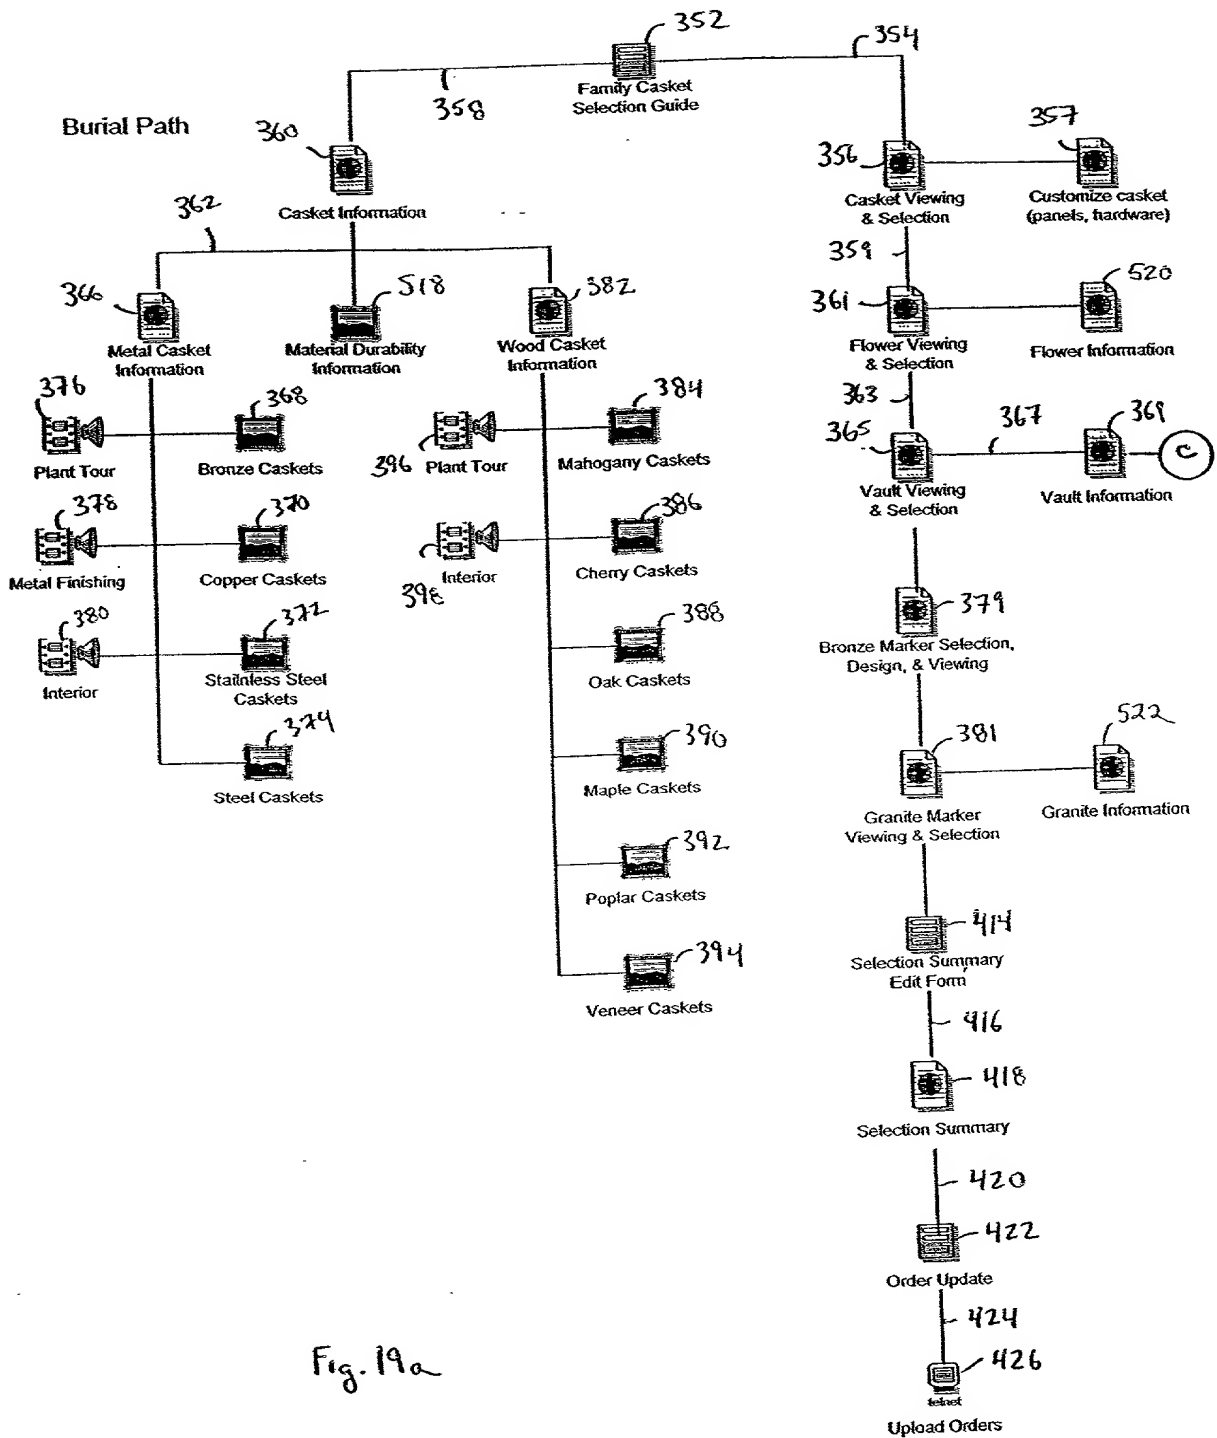 352
354
Family Casket
Selection Guide
358
Burial Path
360
357
356
Casket Information
Casket Viewing
& Selection
Customize casket
(panels, hardware)
362
359
366
518
382
361
520
Metal Casket
Information
Material Durability
Information
Wood Casket
Information
Flower Viewing
& Selection
Flower Information
376
368
384
363
367
369
365
C
Plant Tour
Bronze Caskets
396
Plant Tour
Mahogany Caskets
Vault Viewing
& Selection
Vault Information
378
370
386
Metal Finishing
Copper Caskets
398
Interior
Cherry Caskets
379
380
372
388
Bronze Marker Selection,
Design, & Viewing
Interior
Stainless Steel
Caskets
Oak Caskets
374
390
381
522
Steel Caskets
Maple Caskets
Granite Marker
Viewing & Selection
Granite Information
392
Poplar Caskets
414
394
Selection Summary
Edit Form
Veneer Caskets
416
418
Selection Summary
420
422
Order Update
424
426
telnet
Upload Orders
Fig. 19a